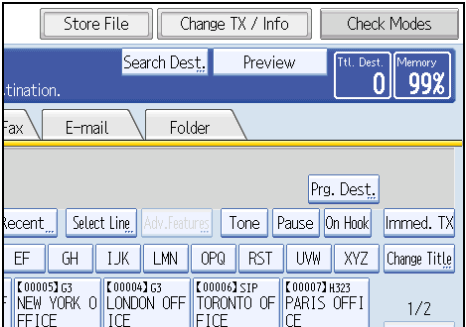 Store File Change TX / Info Check Modes
Search Dest. Preview Ttl. Dest. Memory
tination. 0 99%
Fax E-mail Folder
Prg. Dest.
Recent Select Line Adv.Features Tone Pause On Hook Immed. TX
EF GH IJK LMN OPQ RST UVW XYZ Change Title
【00005】G3 【00004】G3 【00006】SIP 【00007】H323
F NEW YORK O LONDON OFF TORONTO OF PARIS OFFI 1/2
FFICE ICE FICE CE